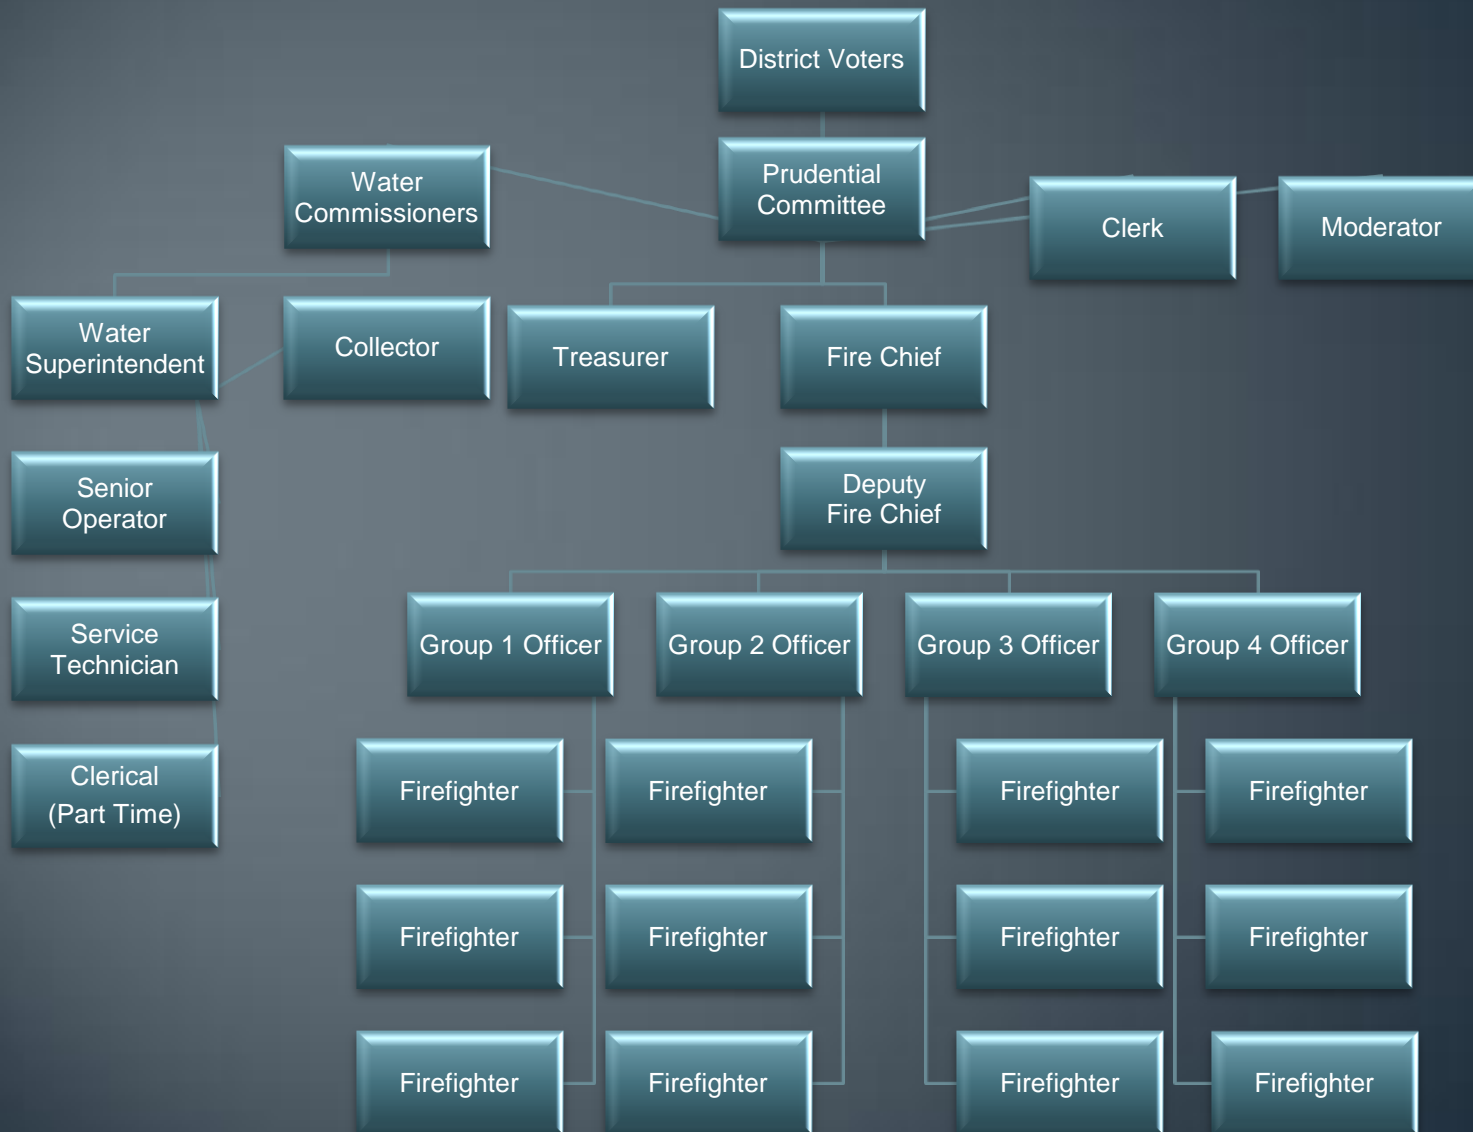 District Voters
Water
Commissioners
Prudential
Committee
Clerk
Moderator
Water
Superintendent
Collector
Treasurer
Fire Chief
Senior
Operator
Deputy
Fire Chief
Service
Technician
Group 1 Officer
Group 2 Officer
Group 3 Officer
Group 4 Officer
Clerical
(Part Time)
Firefighter
Firefighter
Firefighter
Firefighter
Firefighter
Firefighter
Firefighter
Firefighter
Firefighter
Firefighter
Firefighter
Firefighter